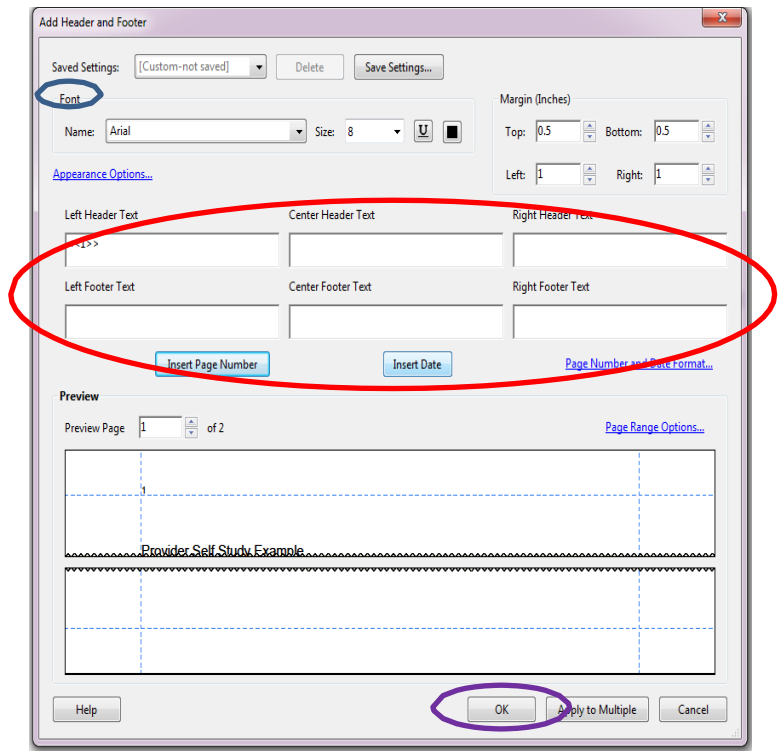 Add Header and Footer
Saved Settings: [Custom-not saved] Delete Save Settings...
Font
Name: Arial Size: 8 U
Margin (Inches)
Top: 0.5 Bottom: 0.5
Left: 1 Right: 1
Appearance Options...
Left Header Text Center Header Text Right Header Text
<<1>>
Left Footer Text Center Footer Text Right Footer Text
Insert Page Number Insert Date Page Number and Date Format...
Preview
Preview Page 1 of 2 Page Range Options...
1
Provider Self Study Example
Help OK Apply to Multiple Cancel